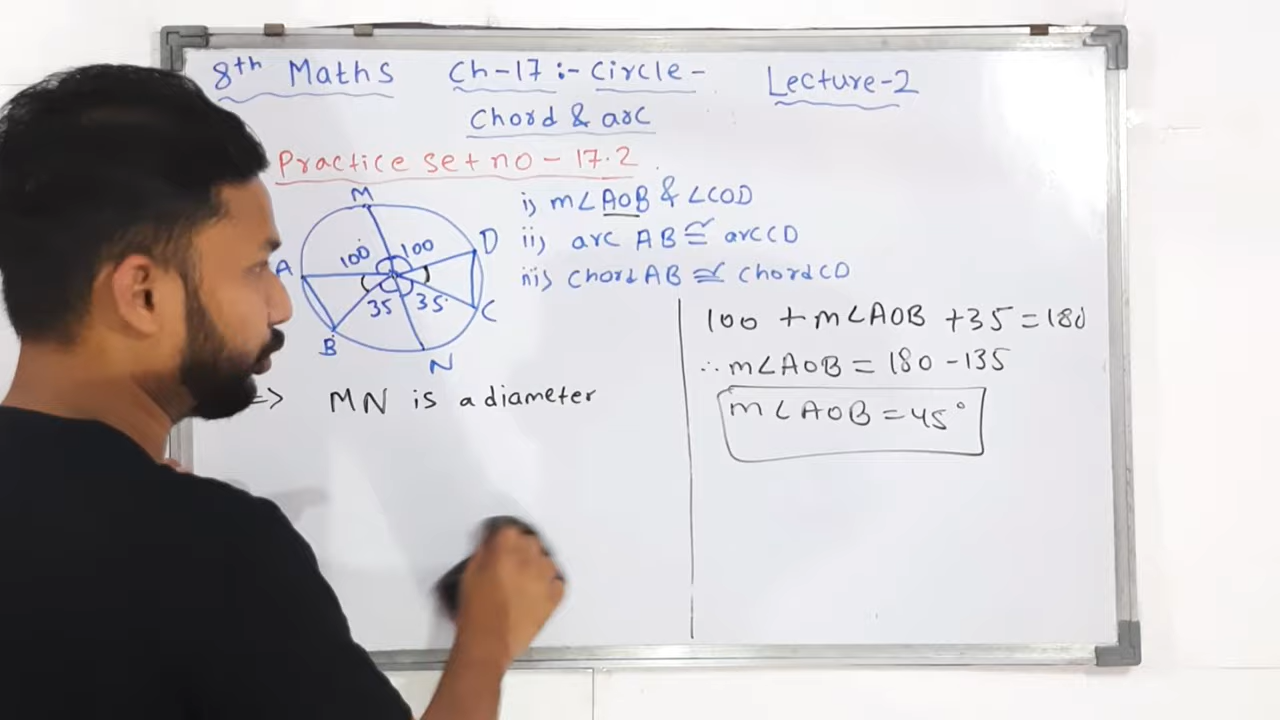 8th Maths Ch-17:- Circle- Lecture-2
Chord & arc
Practice set no - 17.2
M
100 100
A
D
35 35
B
C
N
i) m∠AOB & ∠COD
ii) arc AB ≅ arc CD
iii) chord AB ≅ chord CD
=> MN is a diameter
100 + m∠AOB + 35 = 180
∴ m∠AOB = 180 - 135
m∠AOB = 45°